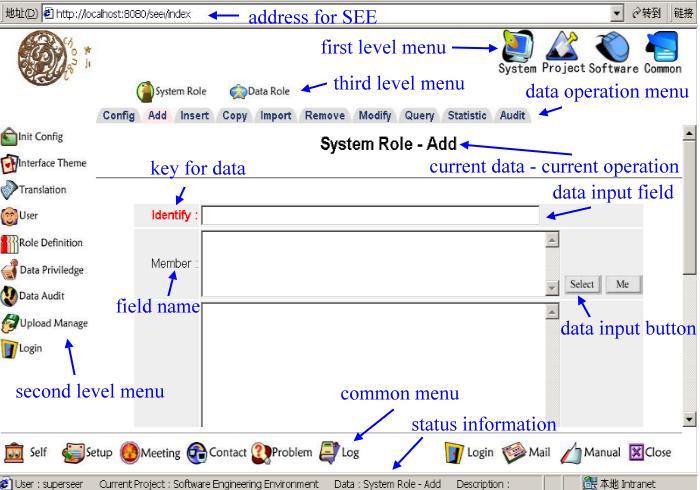 地址(D) http://localhost:8080/see/index address for SEE 转到 链接
first level menu
System Project Software Common
System Role Data Role third level menu
data operation menu
Config Add Insert Copy Import Remove Modify Query Statistic Audit
Init Config
System Role - Add
Interface Theme
key for data
current data - current operation
Translation
data input field
User
Identify :
Role Definition
Member :
Data Priviledge
Select Me
Data Audit
field name
Upload Manage
data input button
Login
second level menu
common menu
status information
Self Setup Meeting Contact Problem Log Login Mail Manual Close
User : superseer Current Project : Software Engineering Environment Data : System Role - Add Description : 本地 Intranet